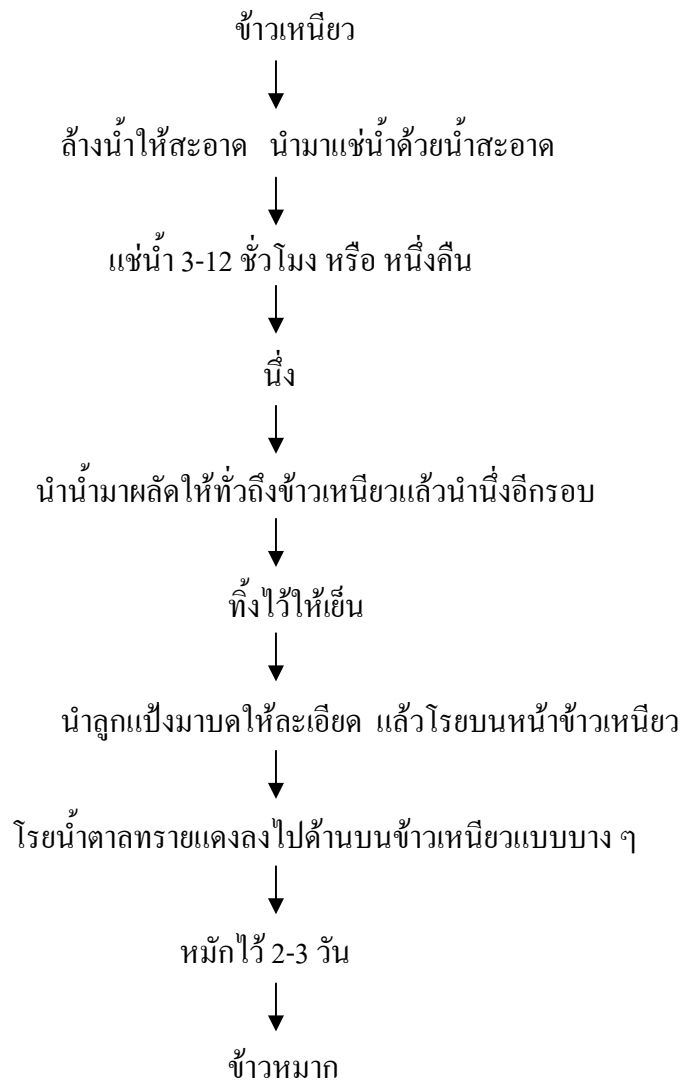 ข้าวเหนียว
ล้างน้ำให้สะอาด นำมาแช่น้ำด้วยน้ำสะอาด
แช่น้ำ 3-12 ชั่วโมง หรือ หนึ่งคืน
นึ่ง
นำน้ำมาผลัดให้ทั่วถึงข้าวเหนียวแล้วนำนึ่งอีกรอบ
ทิ้งไว้ให้เย็น
นำลูกแป้งมาบดให้ละเอียด แล้วโรยบนหน้าข้าวเหนียว
โรยน้ำตาลทรายแดงลงไปด้านบนข้าวเหนียวแบบบาง ๆ
หมักไว้ 2-3 วัน
ข้าวหมาก